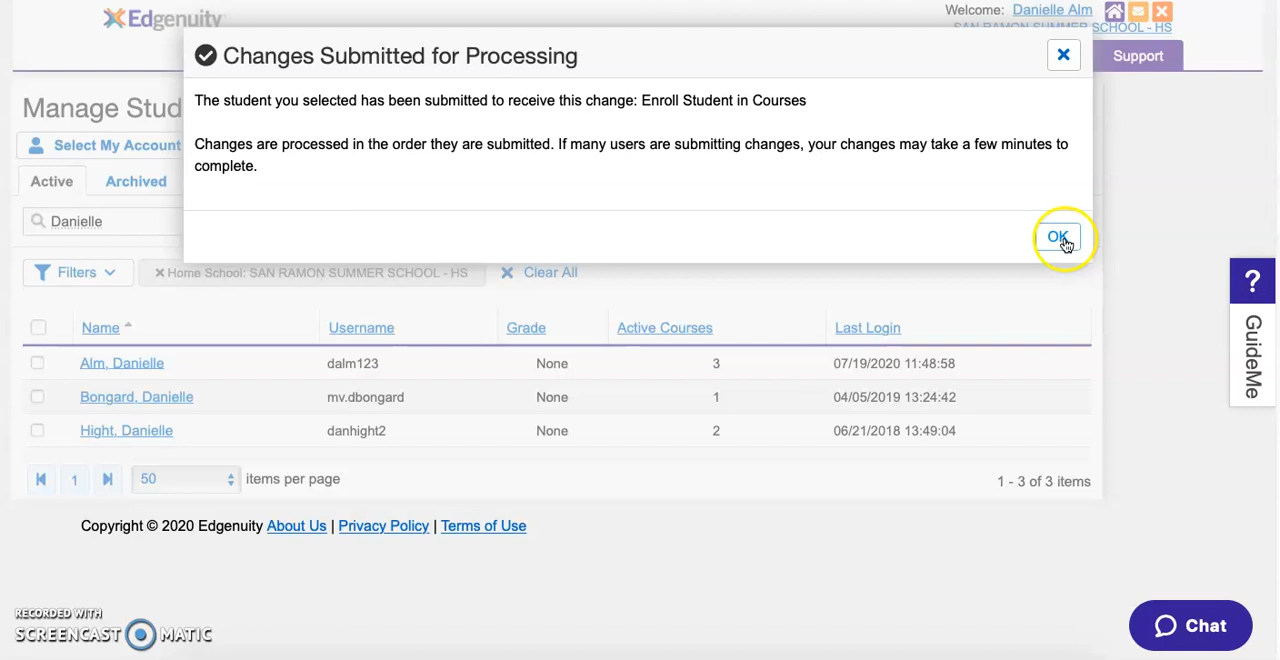 Edgenuity
Welcome: Danielle Alm
SAN RAMON SUMMER SCHOOL - HS
Support
Changes Submitted for Processing
The student you selected has been submitted to receive this change: Enroll Student in Courses
Changes are processed in the order they are submitted. If many users are submitting changes, your changes may take a few minutes to
complete.
OK
Manage Stud
Select My Account
Active Archived
Danielle
Filters Home School: SAN RAMON SUMMER SCHOOL - HS Clear All
Name Username Grade Active Courses Last Login
Alm, Danielle dalm123 None 3 07/19/2020 11:48:58
Bongard, Danielle mv.dbongard None 1 04/05/2019 13:24:42
Hight, Danielle danhight2 None 2 06/21/2018 13:49:04
1 50 items per page 1 - 3 of 3 items
Copyright © 2020 Edgenuity About Us | Privacy Policy | Terms of Use
? GuideMe
Chat
RECORDED WITH
SCREENCAST MATIC